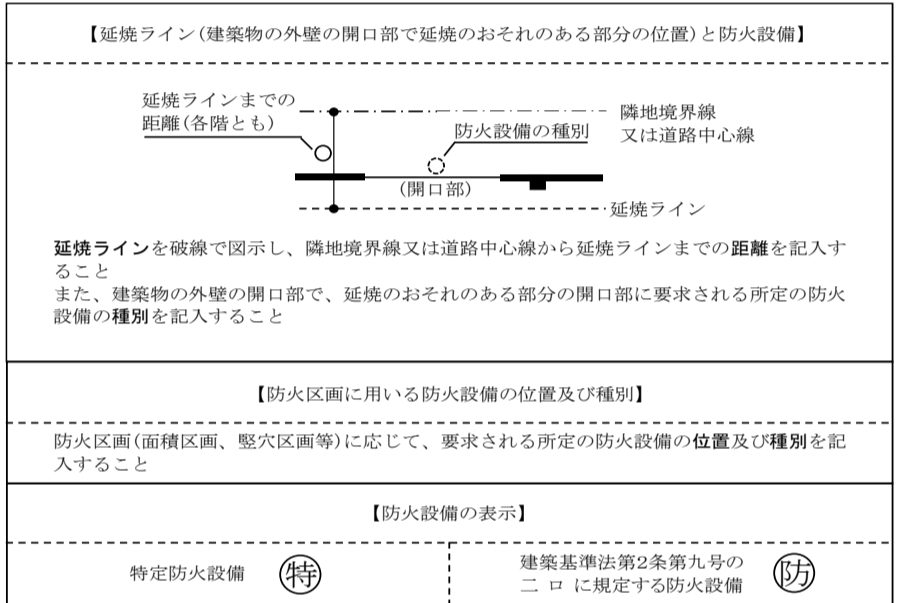 【延焼ライン(建築物の外壁の開口部で延焼のおそれのある部分の位置)と防火設備】
延焼ラインまでの
距離(各階とも)
防火設備の種別
隣地境界線
又は道路中心線
(開口部)
延焼ライン
延焼ラインを破線で図示し、隣地境界線又は道路中心線から延焼ラインまでの距離を記入す
ること
また、建築物の外壁の開口部で、延焼のおそれのある部分の開口部に要求される所定の防火
設備の種別を記入すること
【防火区画に用いる防火設備の位置及び種別】
防火区画(面積区画、竪穴区画等)に応じて、要求される所定の防火設備の位置及び種別を記
入すること
【防火設備の表示】
特定防火設備 特
建築基準法第2条第九号の
二 ロ に規定する防火設備 防